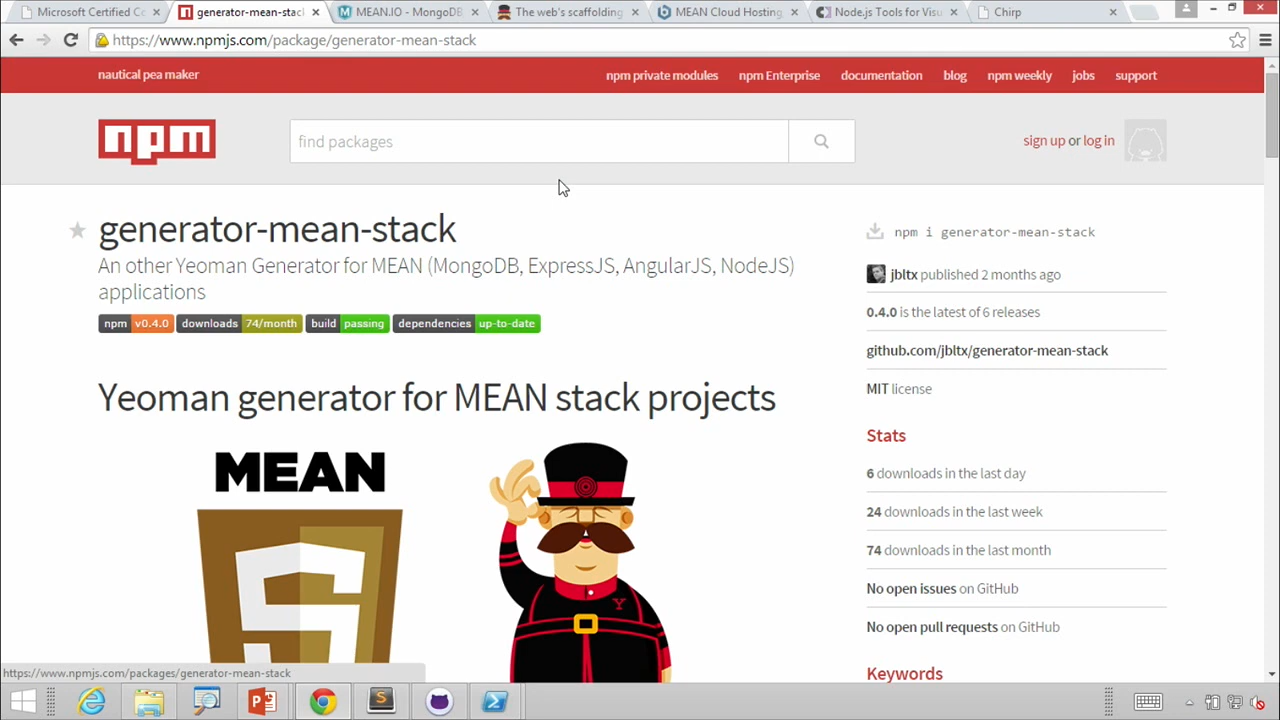 Microsoft Certified Co
generator-mean-stack
MEAN.IO - MongoDB,
The web's scaffolding
MEAN Cloud Hosting
Node.js Tools for Visu
Chirp
https://www.npmjs.com/package/generator-mean-stack
nautical pea maker
npm private modules
npm Enterprise
documentation
blog
npm weekly
jobs
support
npm
find packages
sign up or log in
generator-mean-stack
An other Yeoman Generator for MEAN (MongoDB, ExpressJS, AngularJS, NodeJS)
applications
npm v0.4.0 downloads 74/month build passing dependencies up-to-date
Yeoman generator for MEAN stack projects
MEAN
S
Y
npm i generator-mean-stack
jbltx published 2 months ago
0.4.0 is the latest of 6 releases
github.com/jbltx/generator-mean-stack
MIT license
Stats
6 downloads in the last day
24 downloads in the last week
74 downloads in the last month
No open issues on GitHub
No open pull requests on GitHub
Keywords
https://www.npmjs.com/packages/generator-mean-stack